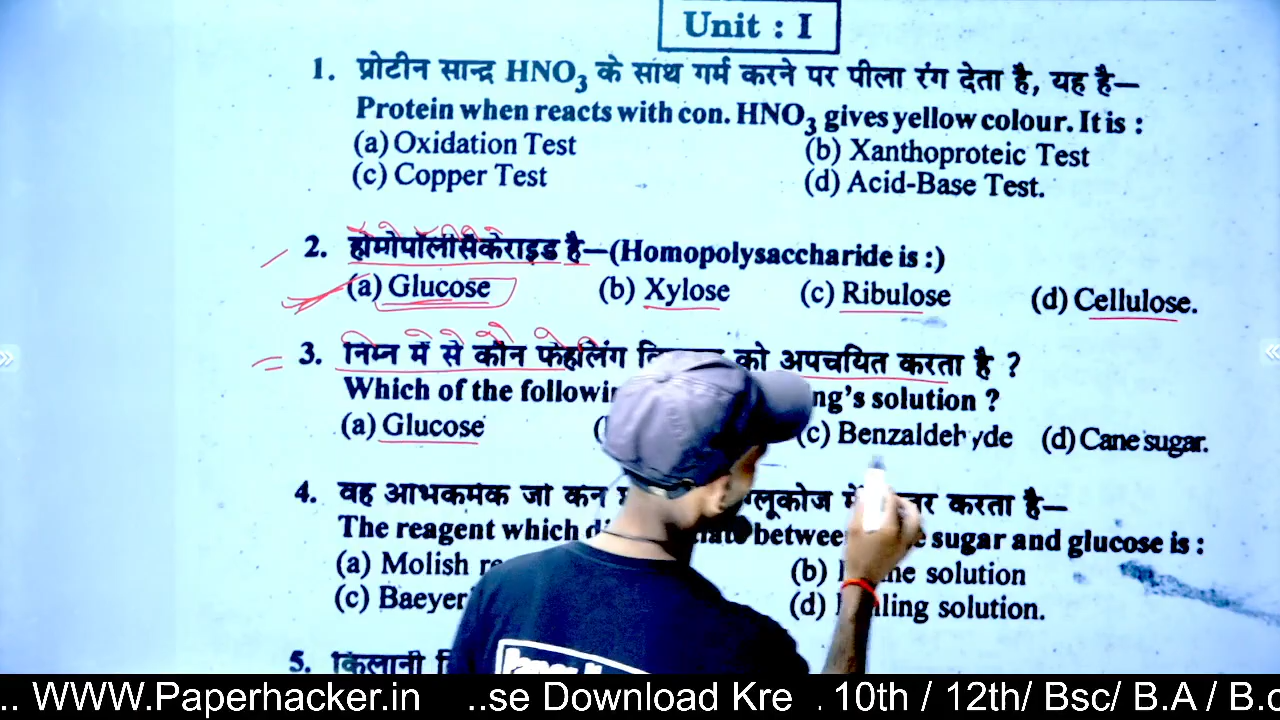 Unit : I
1. प्रोटीन सान्द्र HNO₃ के साथ गर्म करने पर पीला रंग देता है, यह है—
Protein when reacts with con. HNO₃ gives yellow colour. It is :
(a) Oxidation Test (b) Xanthoproteic Test
(c) Copper Test (d) Acid-Base Test.
2. होमोपॉलीसैकेराइड है—(Homopolysaccharide is :)
(a) Glucose (b) Xylose (c) Ribulose (d) Cellulose.
3. निम्न में से कौन फेहलिंग को अपचयित करता है ?
Which of the ng's solution ?
(a) Glucose (c) Benzaldehyde (d) Cane sugar.
4. वह जो ग्लूकोज करता है—
The reagent which sugar and glucose is :
(a) Molish (b) solution
(c) Baeyer (d) solution.
5.
.. WWW.Paperhacker.in ..se Download Kre . 10th / 12th/ Bsc/ B.A / B.c